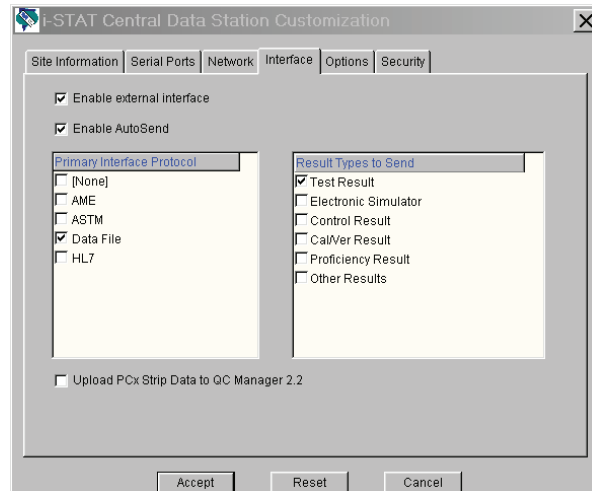 i-STAT Central Data Station Customization
Site Information Serial Ports Network Interface Options Security
Enable external interface
Enable AutoSend
Primary Interface Protocol
[None]
AME
ASTM
Data File
HL7
Result Types to Send
Test Result
Electronic Simulator
Control Result
Cal/Ver Result
Proficiency Result
Other Results
Upload PCx Strip Data to QC Manager 2.2
Accept Reset Cancel